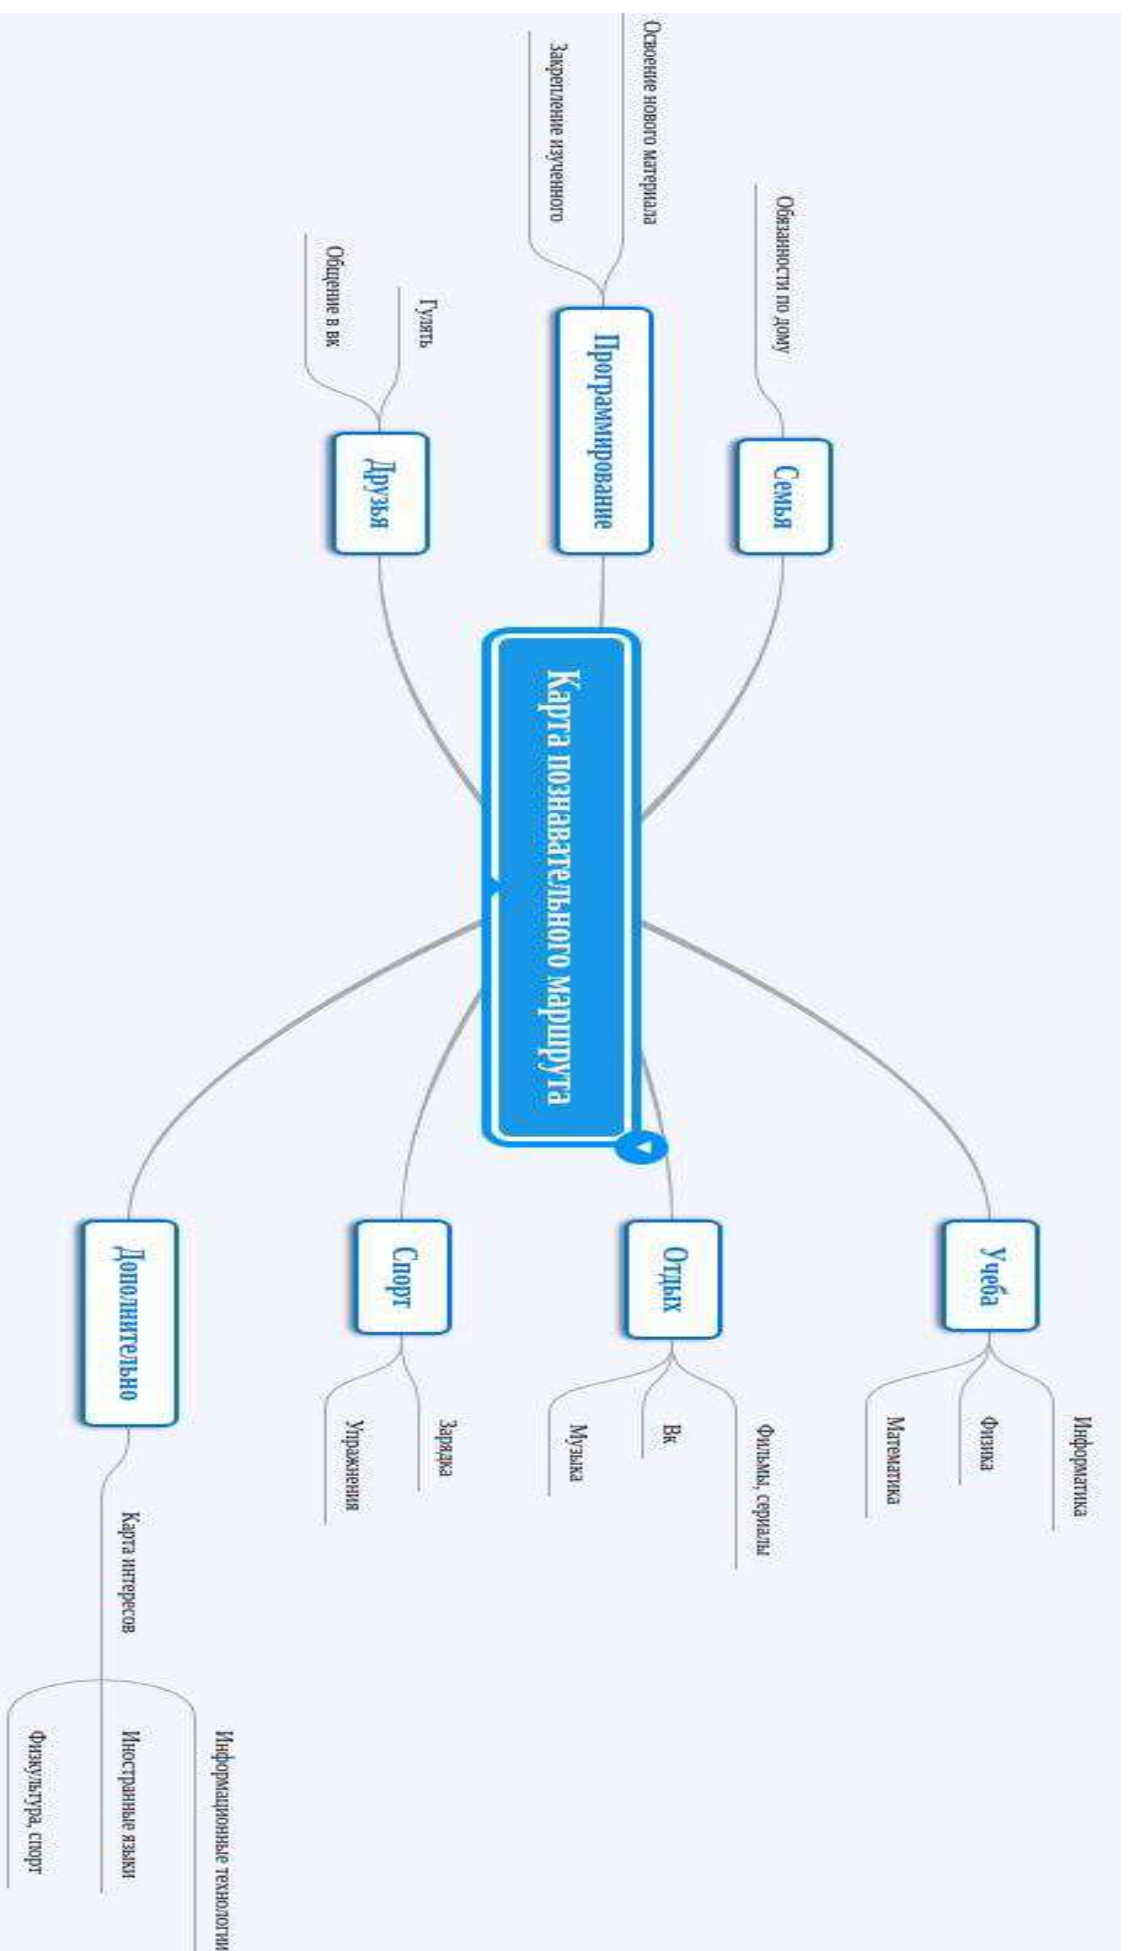 Карта познавательного маршрута
Учеба
Информатика
Физика
Математика
Отдых
Фильмы, сериалы
Вк
Музыка
Спорт
Зарядка
Упражнения
Дополнительно
Карта интересов
Информационные технологии
Иностранные языки
Физкультура, спорт
Семья
Обязанности по дому
Программирование
Освоение нового материала
Закрепление изученного
Друзья
Гулять
Общение в вк